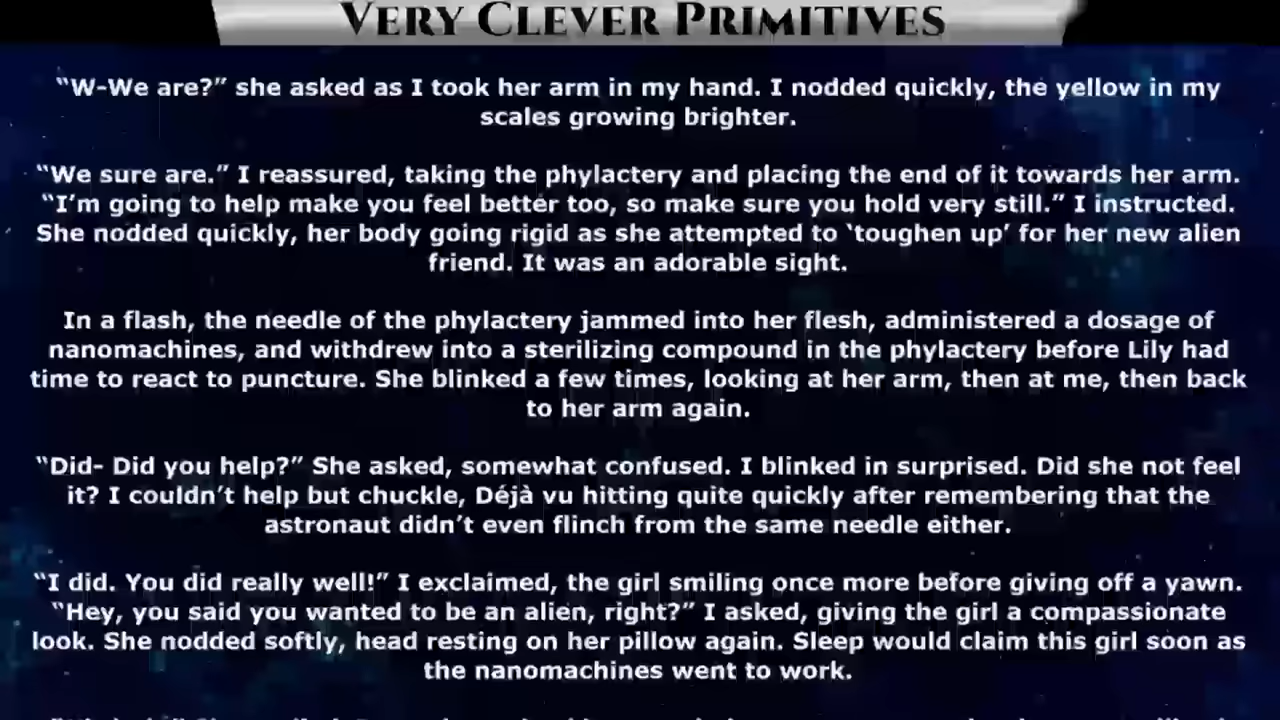 VERY CLEVER PRIMITIVES
“W-We are?” she asked as I took her arm in my hand. I nodded quickly, the yellow in my
scales growing brighter.
“We sure are.” I reassured, taking the phylactery and placing the end of it towards her arm.
“I’m going to help make you feel better too, so make sure you hold very still.” I instructed.
She nodded quickly, her body going rigid as she attempted to ‘toughen up’ for her new alien
friend. It was an adorable sight.
In a flash, the needle of the phylactery jammed into her flesh, administered a dosage of
nanomachines, and withdrew into a sterilizing compound in the phylactery before Lily had
time to react to puncture. She blinked a few times, looking at her arm, then at me, then back
to her arm again.
“Did- Did you help?” She asked, somewhat confused. I blinked in surprised. Did she not feel
it? I couldn’t help but chuckle, Déjà vu hitting quite quickly after remembering that the
astronaut didn’t even flinch from the same needle either.
“I did. You did really well!” I exclaimed, the girl smiling once more before giving off a yawn.
“Hey, you said you wanted to be an alien, right?” I asked, giving the girl a compassionate
look. She nodded softly, head resting on her pillow again. Sleep would claim this girl soon as
the nanomachines went to work.